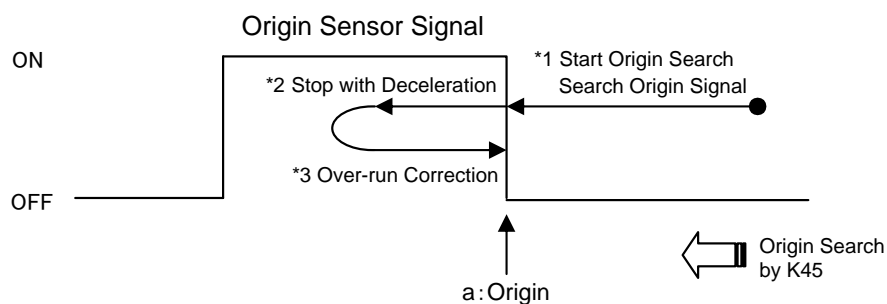 Origin Sensor Signal
ON
*1 Start Origin Search
Search Origin Signal
*2 Stop with Deceleration
*3 Over-run Correction
OFF
Origin Search
by K45
a:Origin